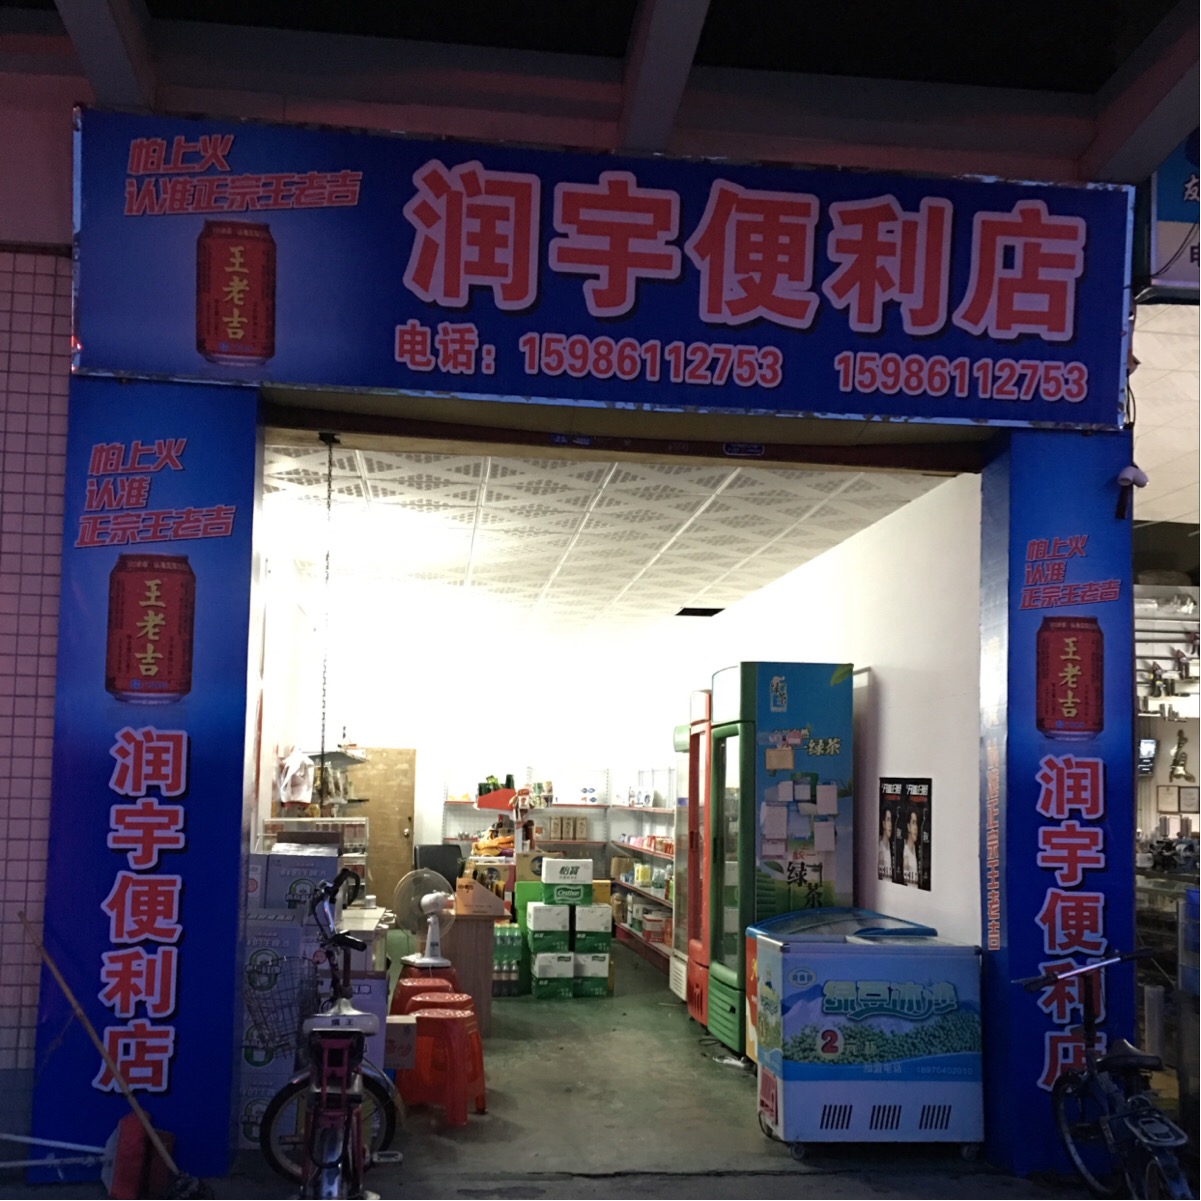 怕上火
认准正宗王老吉
王老吉
润宇便利店
电话：15986112753 15986112753
怕上火
认准
正宗王老吉
王老吉
润宇便利店
怕上火
认准
正宗王老吉
王老吉
润宇便利店
绿茶
绿茶
怡宝
绿豆冰沙
2